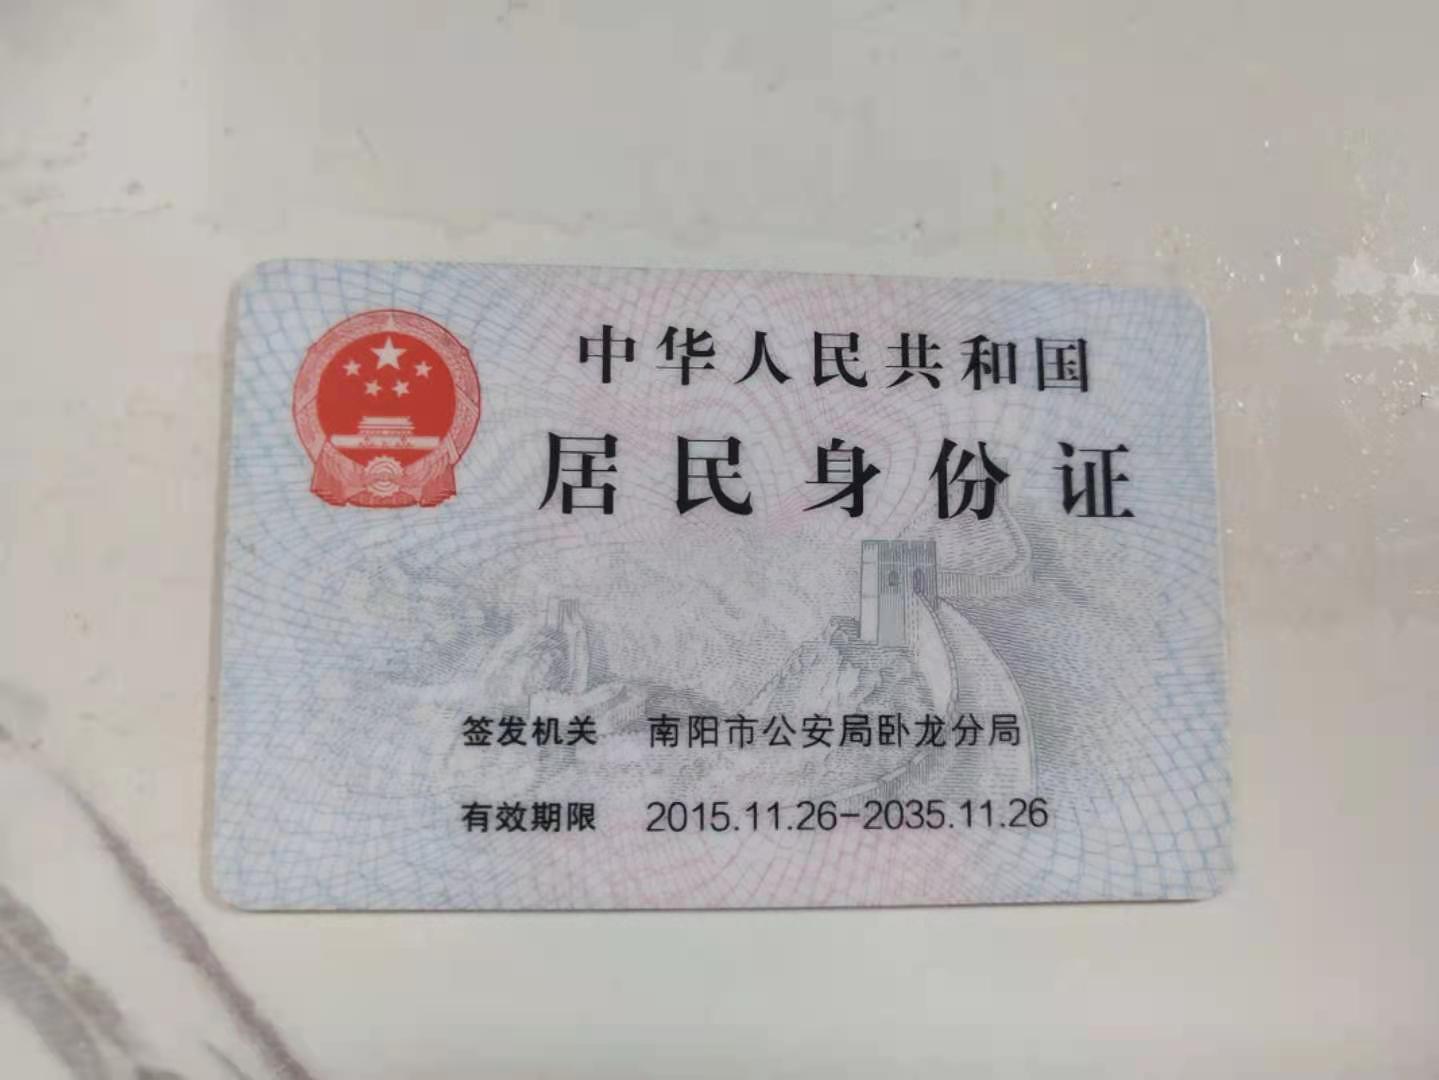 中华人民共和国
居民身份证
签发机关 南阳市公安局卧龙分局
有效期限 2015.11.26-2035.11.26